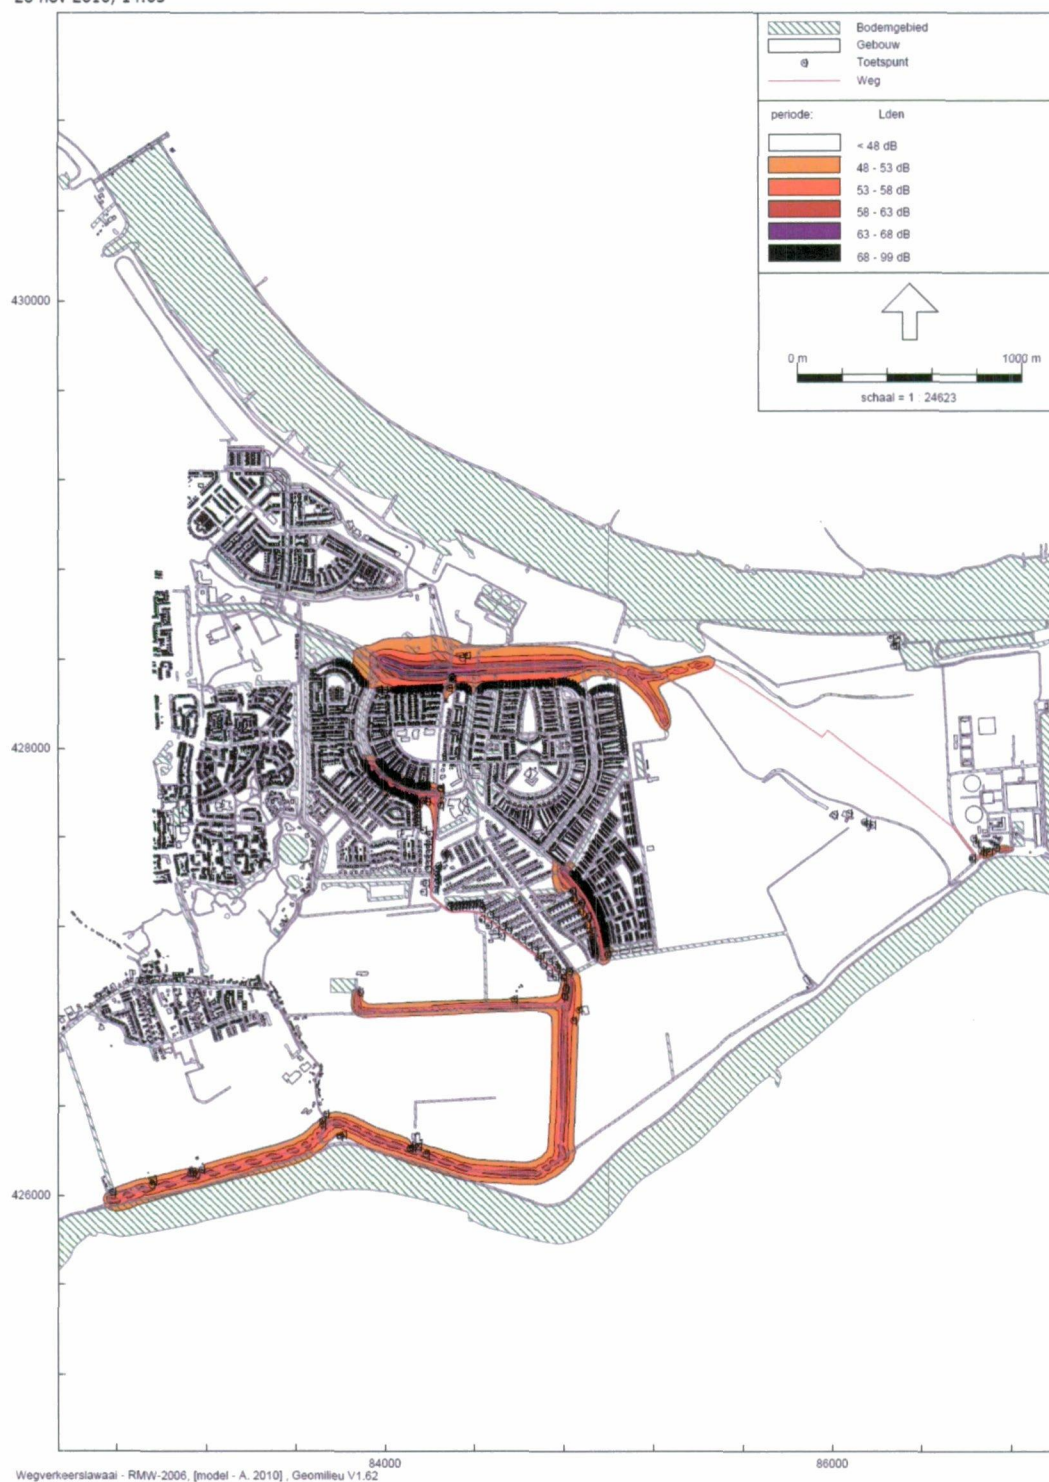 Bodemgebied
Gebouw
Toetspunt
Weg
periode: Lden
< 48 dB
48 - 53 dB
53 - 58 dB
58 - 63 dB
63 - 68 dB
68 - 99 dB
0 m 1000 m
schaal = 1 : 24623
430000
428000
426000
84000 86000
Wegverkeerslawaai - RMW-2006, [model - A. 2010] , Geomilieu V1.62